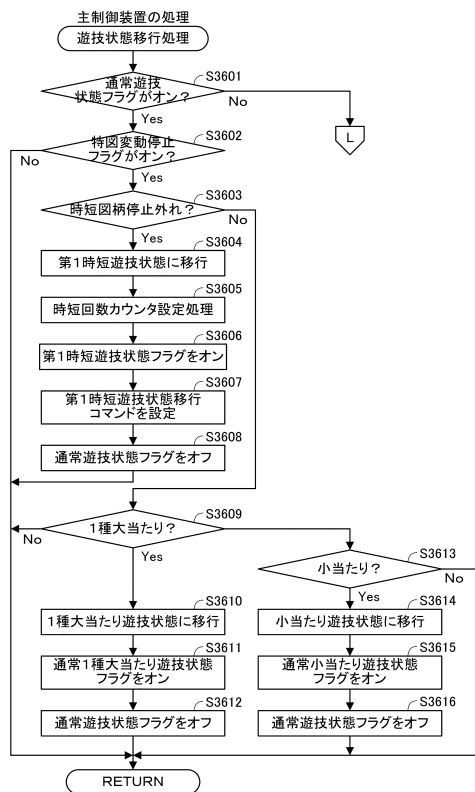 主制御装置の処理
遊技状態移行処理
S3601
通常遊技
状態フラグがオン？
No
Yes
L
S3602
特図変動停止
フラグがオン？
No
Yes
S3603
時短図柄停止外れ？
No
Yes
S3604
第１時短遊技状態に移行
S3605
時短回数カウンタ設定処理
S3606
第１時短遊技状態フラグをオン
S3607
第１時短遊技状態移行
コマンドを設定
S3608
通常遊技状態フラグをオフ
S3609
１種大当たり？
No
Yes
S3613
小当たり？
No
Yes
S3610
１種大当たり遊技状態に移行
S3614
小当たり遊技状態に移行
S3611
通常１種大当たり遊技状態
フラグをオン
S3615
通常小当たり遊技状態
フラグをオン
S3612
通常遊技状態フラグをオフ
S3616
通常遊技状態フラグをオフ
RETURN